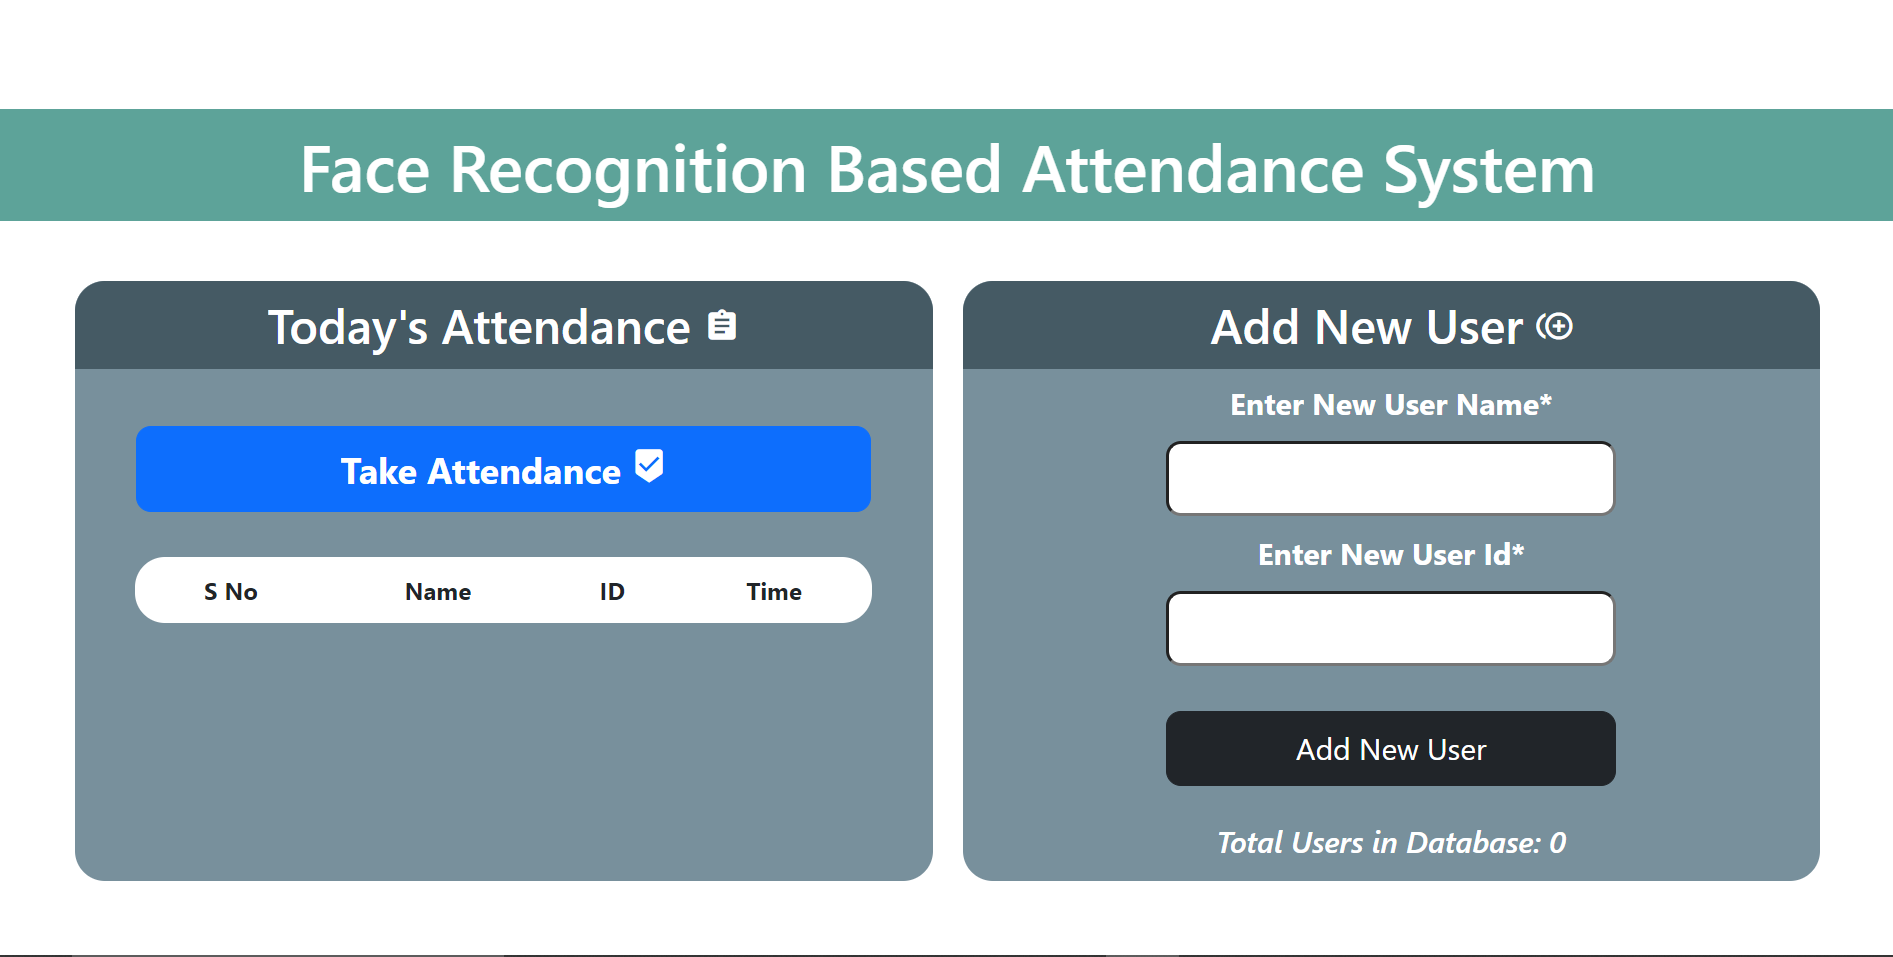 Face Recognition Based Attendance System
Today's Attendance
Take Attendance
S No Name ID Time
Add New User
Enter New User Name*
Enter New User Id*
Add New User
Total Users in Database: 0